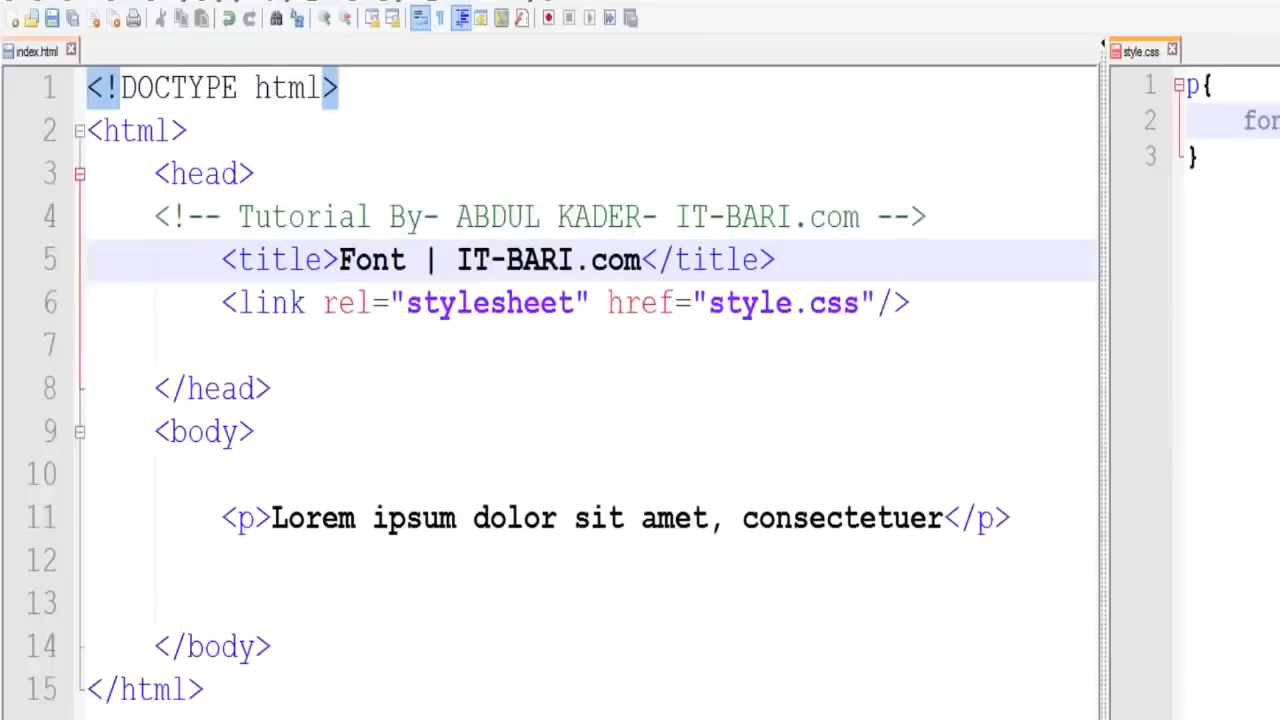 index.html
1 <!DOCTYPE html>
2 <html>
3 <head>
4 <!-- Tutorial By- ABDUL KADER- IT-BARI.com -->
5 <title>Font | IT-BARI.com</title>
6 <link rel="stylesheet" href="style.css"/>
7
8 </head>
9 <body>
10
11 <p>Lorem ipsum dolor sit amet, consectetuer</p>
12
13
14 </body>
15 </html>
style.css
1 p{
2 fon
3 }